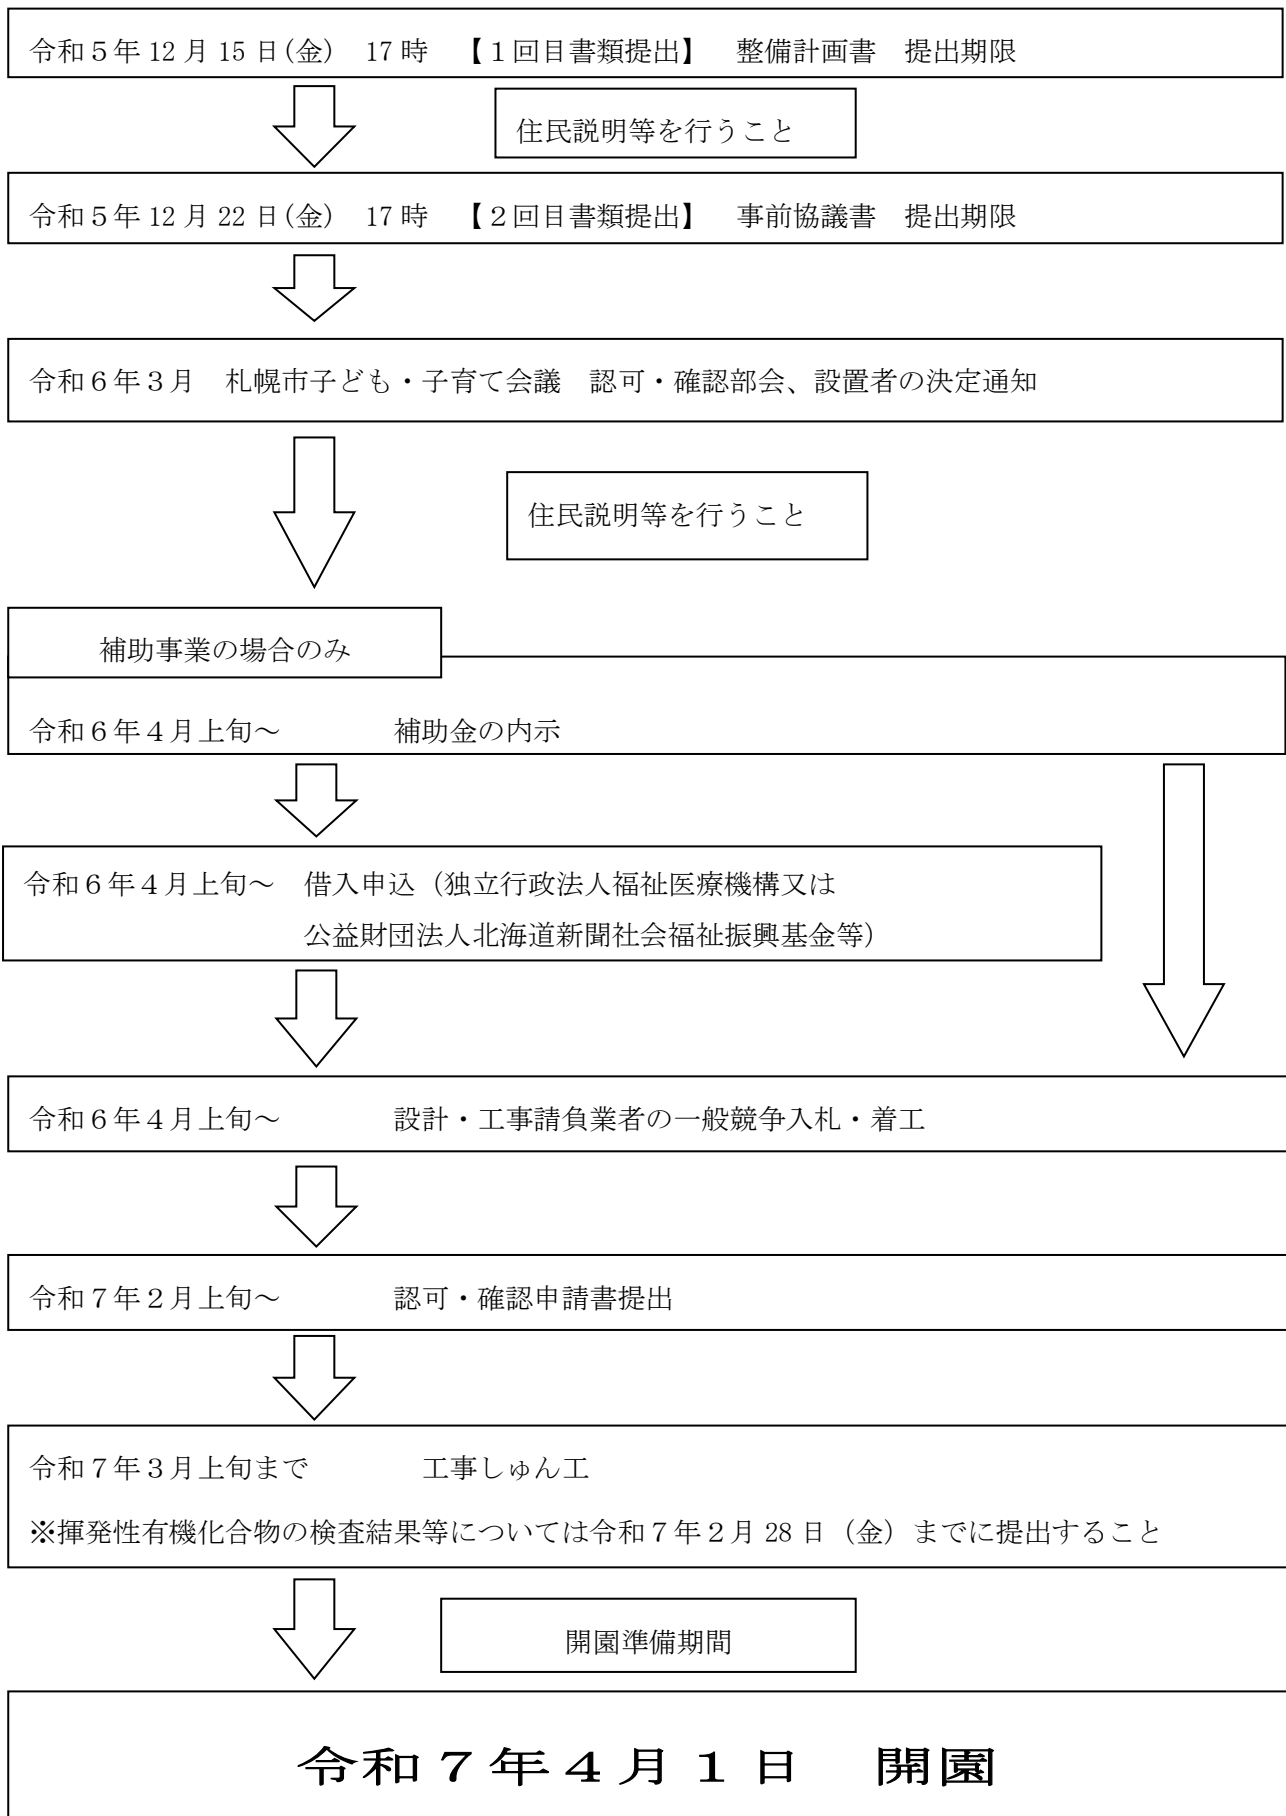 令和５年 12 月 15 日(金)　17 時　【１回目書類提出】　整備計画書　提出期限
住民説明等を行うこと
令和５年 12 月 22 日(金)　17 時　【２回目書類提出】　事前協議書　提出期限
令和６年３月　札幌市子ども・子育て会議　認可・確認部会、設置者の決定通知
住民説明等を行うこと
補助事業の場合のみ
令和６年４月上旬～　　　　補助金の内示
令和６年４月上旬～　借入申込（独立行政法人福祉医療機構又は
公益財団法人北海道新聞社会福祉振興基金等）
令和６年４月上旬～　　　　設計・工事請負業者の一般競争入札・着工
令和７年２月上旬～　　　　認可・確認申請書提出
令和７年３月上旬まで　　　　工事しゅん工
※揮発性有機化合物の検査結果等については令和７年２月 28 日（金）までに提出すること
開園準備期間
令和７年４月１日　開園